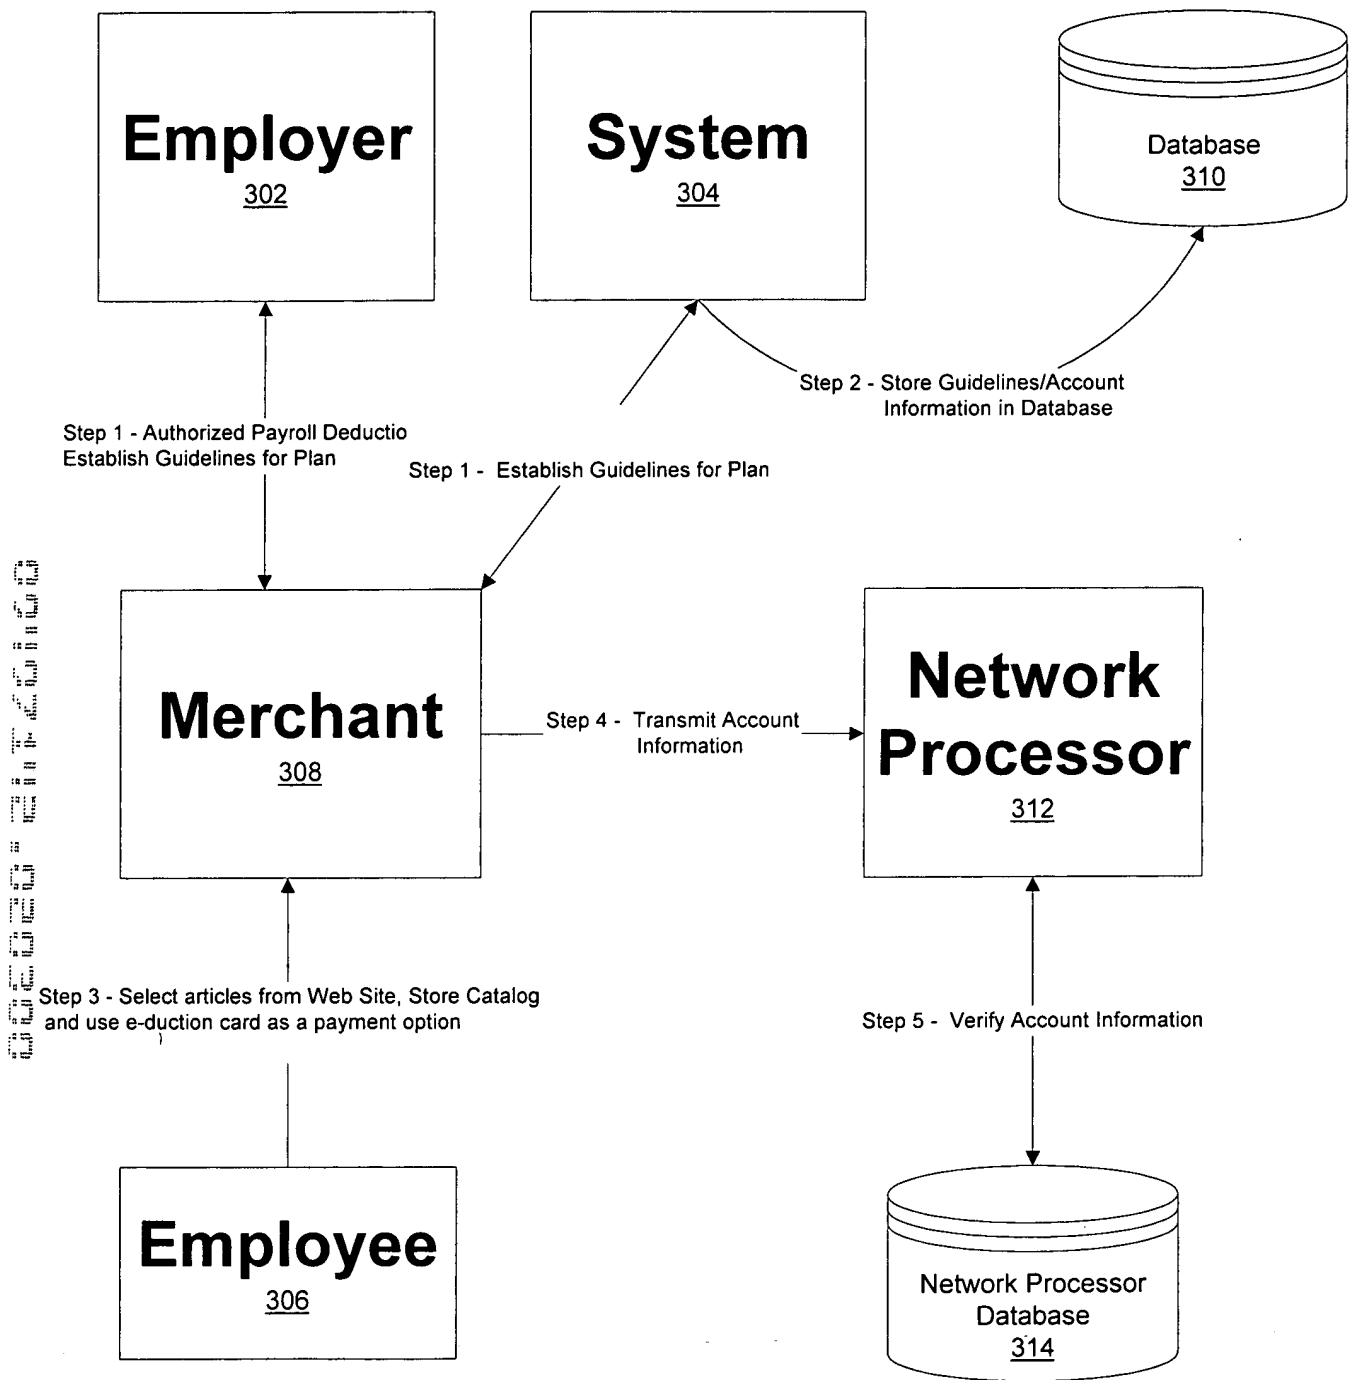 Employer
302
System
304
Database
310
Step 2 - Store Guidelines/Account
Information in Database
Step 1 - Authorized Payroll Deductio
Establish Guidelines for Plan
Step 1 -  Establish Guidelines for Plan
Merchant
308
Step 4 -  Transmit Account
Information
Network
Processor
312
Step 3 - Select articles from Web Site, Store Catalog
and use e-duction card as a payment option
Step 5 -  Verify Account Information
Employee
306
Network Processor
Database
314